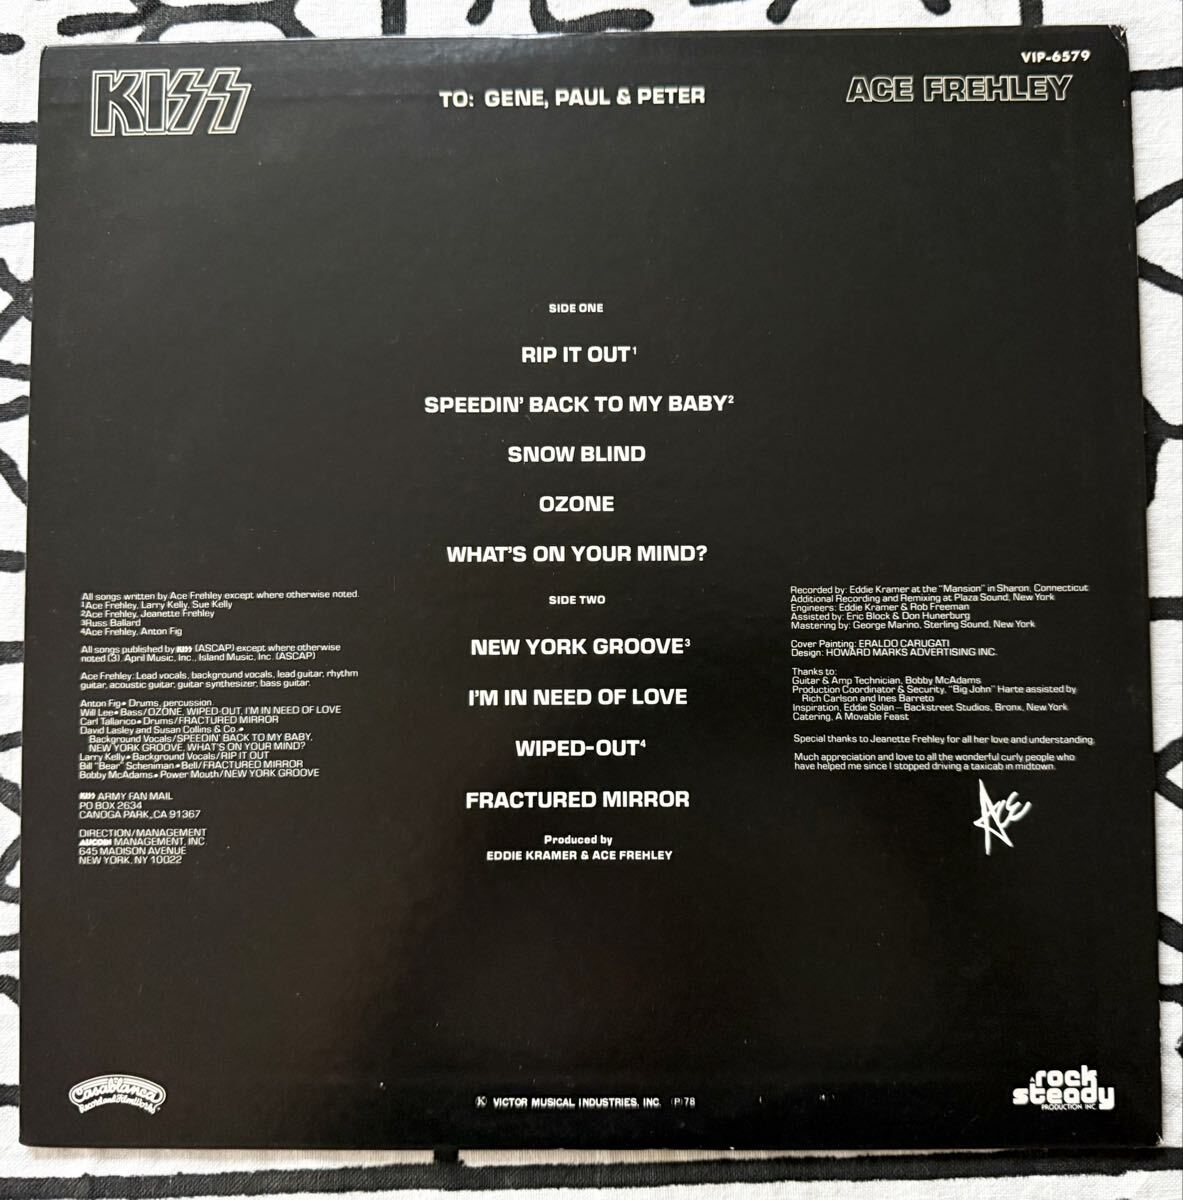 VIP-6579
KISS
TO: GENE, PAUL & PETER
ACE FREHLEY
SIDE ONE
RIP IT OUT¹
SPEEDIN' BACK TO MY BABY²
SNOW BLIND
OZONE
WHAT'S ON YOUR MIND?
SIDE TWO
NEW YORK GROOVE³
I'M IN NEED OF LOVE
WIPED-OUT⁴
FRACTURED MIRROR
Produced by
EDDIE KRAMER & ACE FREHLEY
All songs written by Ace Frehley except where otherwise noted.
¹Ace Frehley, Larry Kelly, Sue Kelly
²Ace Frehley, Jeanette Frehley
³Russ Ballard
⁴Ace Frehley, Anton Fig
All songs published by KISS (ASCAP) except where otherwise
noted (3). April Music, Inc., Island Music, Inc. (ASCAP)
Ace Frehley: Lead vocals, background vocals, lead guitar, rhythm
guitar, acoustic guitar, guitar synthesizer, bass guitar.
Anton Fig • Drums, percussion
Will Lee • Bass/OZONE, WIPED-OUT, I'M IN NEED OF LOVE
Carl Tallarico • Drums/FRACTURED MIRROR
David Lasley and Susan Collins & Co. •
Background Vocals/SPEEDIN' BACK TO MY BABY,
NEW YORK GROOVE, WHAT'S ON YOUR MIND?
Larry Kelly • Background Vocals/RIP IT OUT
Bill "Bear" Scheniman • Bell/FRACTURED MIRROR
Bobby McAdams • Power Mouth/NEW YORK GROOVE
KISS ARMY FAN MAIL
PO BOX 2634
CANOGA PARK, CA 91367
DIRECTION/MANAGEMENT
AUCOIN MANAGEMENT, INC.
645 MADISON AVENUE
NEW YORK, NY 10022
Recorded by: Eddie Kramer at the "Mansion" in Sharon, Connecticut
Additional Recording and Remixing at Plaza Sound, New York
Engineers: Eddie Kramer & Rob Freeman
Assisted by: Eric Block & Don Hunerburg
Mastering by: George Marino, Sterling Sound, New York
Cover Painting: ERALDO CARUGATI
Design: HOWARD MARKS ADVERTISING INC.
Thanks to:
Guitar & Amp Technician, Bobby McAdams
Production Coordinator & Security, "Big John" Harte assisted by
Rich Carlson and Ines Barreto
Inspiration, Eddie Solan – Backstreet Studios, Bronx, New York
Catering, A Movable Feast
Special thanks to Jeanette Frehley for all her love and understanding.
Much appreciation and love to all the wonderful curly people who
have helped me since I stopped driving a taxicab in midtown.
Ace
Casablanca
Record and FilmWorks
Ⓚ VICTOR MUSICAL INDUSTRIES, INC. (P)78
A rock
steady
PRODUCTION INC